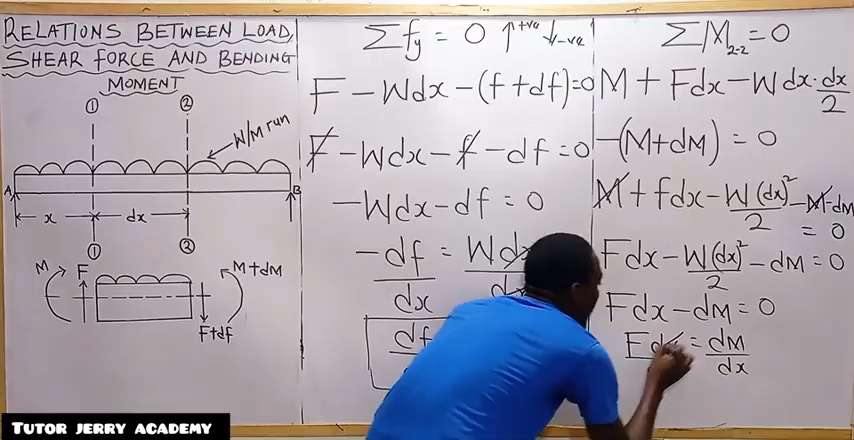 RELATIONS BETWEEN LOAD,
SHEAR FORCE AND BENDING
MOMENT
① ②
W/M run
A B
x dx
① ②
M F M+dM
F+df
Σfy = 0 ↑+ve ↓-ve
F - Wdx - (f+df)=0
F - Wdx - f - df = 0
-Wdx - df = 0
-df = Wdx
dx
df
ΣM2-2 = 0
M + Fdx - Wdx·dx/2
-(M+dM) = 0
M + fdx - W(dx)²/2 - M - dM
= 0
Fdx - W(dx)²/2 - dM = 0
Fdx - dM = 0
= dM/dx
TUTOR JERRY ACADEMY